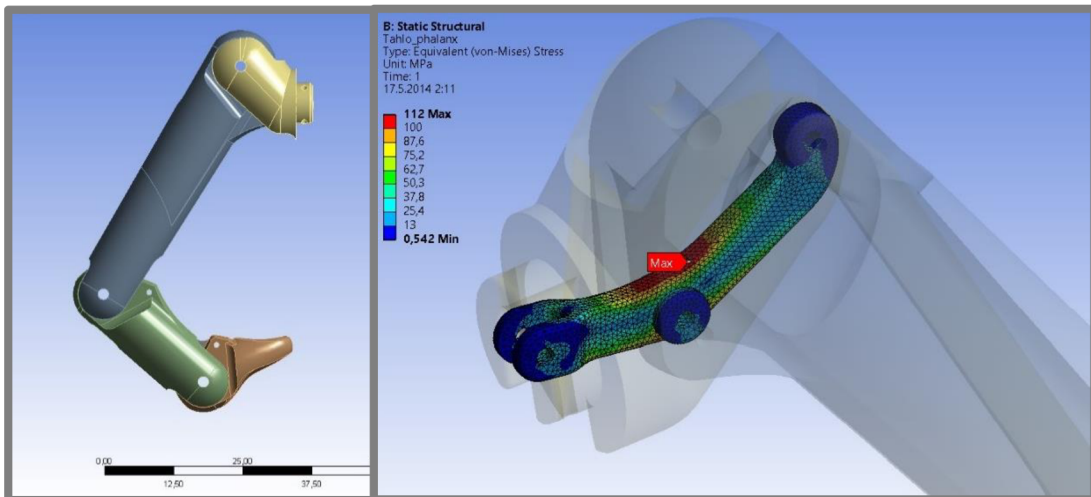 B: Static Structural
Tahlo_phalanx
Type: Equivalent (von-Mises) Stress
Unit: MPa
Time: 1
17.5.2014 2:11
112 Max
100
87,6
75,2
62,7
50,3
37,8
25,4
13
0,542 Min
Max
0,00
25,00
12,50
37,50